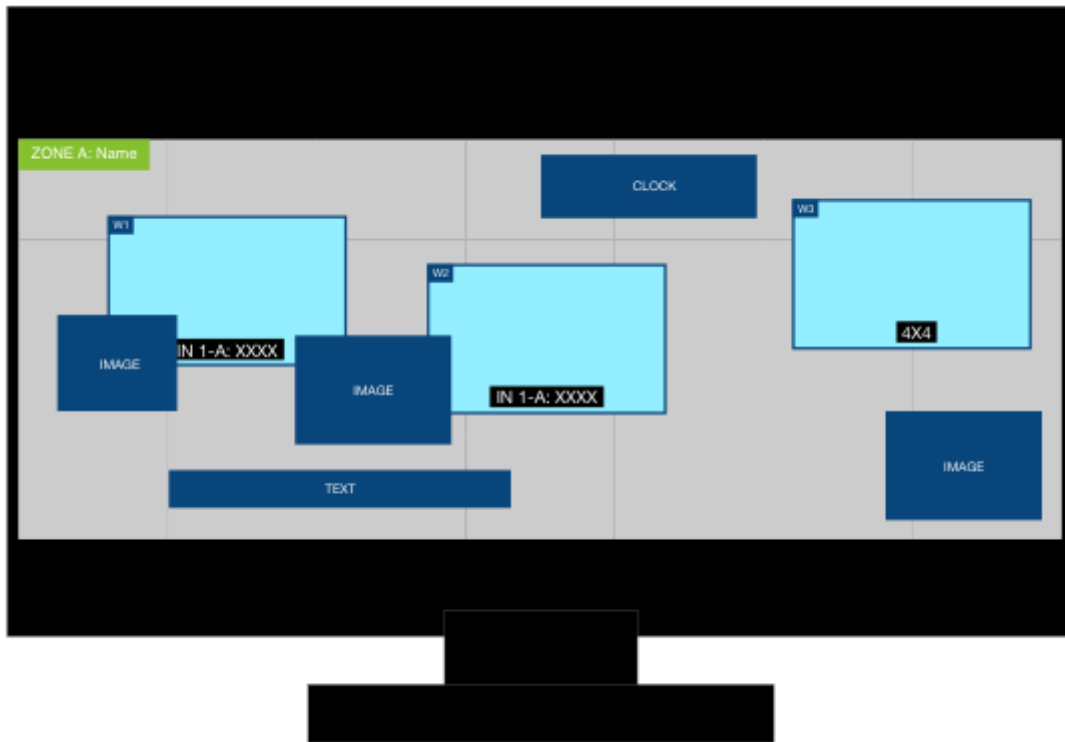 ZONE A: Name
CLOCK
W1
W3
W2
4X4
IN 1-A: XXXX
IMAGE
IMAGE
IN 1-A: XXXX
IMAGE
TEXT